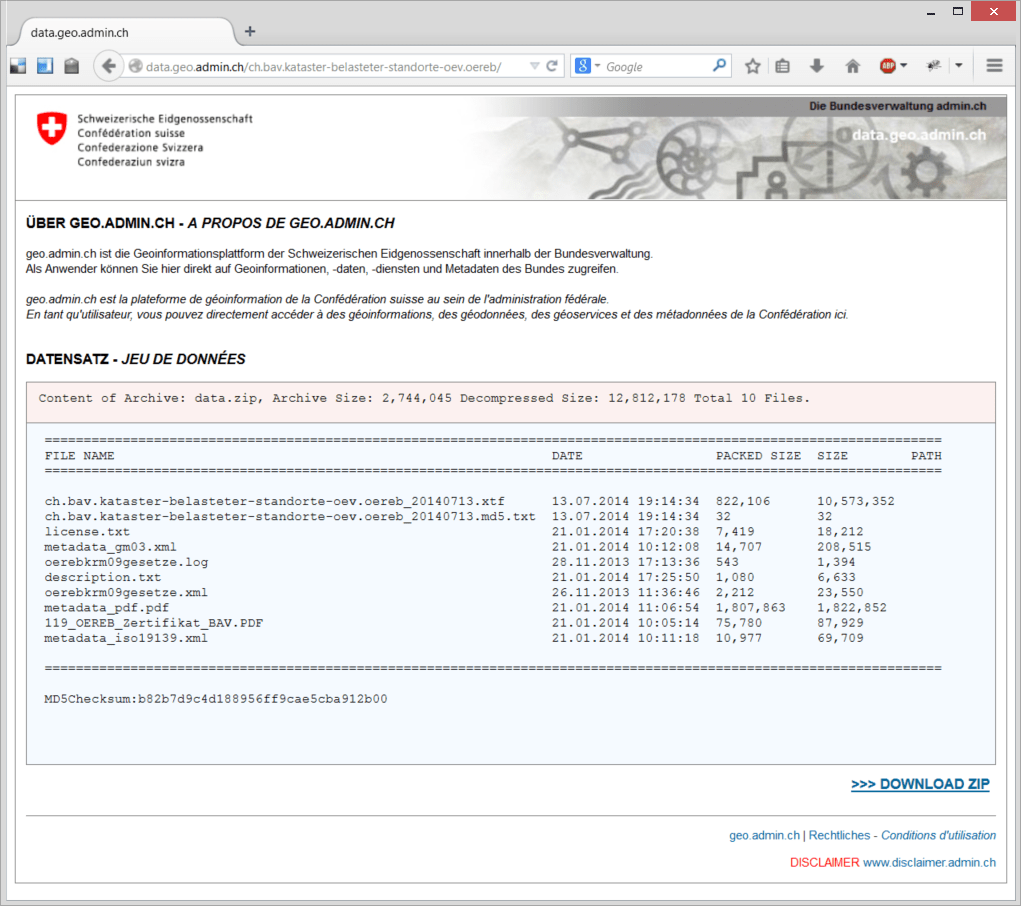 data.geo.admin.ch
data.geo.admin.ch/ch.bav.kataster-belasteter-standorte-oev.oereb/
8
Google
ABP
Schweizerische Eidgenossenschaft
Confédération suisse
Confederazione Svizzera
Confederaziun svizra
Die Bundesverwaltung admin.ch
data.geo.admin.ch
ÜBER GEO.ADMIN.CH - A PROPOS DE GEO.ADMIN.CH
geo.admin.ch ist die Geoinformationsplattform der Schweizerischen Eidgenossenschaft innerhalb der Bundesverwaltung.
Als Anwender können Sie hier direkt auf Geoinformationen, -daten, -diensten und Metadaten des Bundes zugreifen.
geo.admin.ch est la plateforme de géoinformation de la Confédération suisse au sein de l'administration fédérale.
En tant qu'utilisateur, vous pouvez directement accéder à des géoinformations, des géodonnées, des géoservices et des métadonnées de la Confédération ici.
DATENSATZ - JEU DE DONNÉES
Content of Archive: data.zip, Archive Size: 2,744,045 Decompressed Size: 12,812,178 Total 10 Files.
===================================================================================================================
FILE NAME DATE PACKED SIZE SIZE PATH
===================================================================================================================
ch.bav.kataster-belasteter-standorte-oev.oereb_20140713.xtf 13.07.2014 19:14:34 822,106 10,573,352
ch.bav.kataster-belasteter-standorte-oev.oereb_20140713.md5.txt 13.07.2014 19:14:34 32 32
license.txt 21.01.2014 17:20:38 7,419 18,212
metadata_gm03.xml 21.01.2014 10:12:08 14,707 208,515
oerebkrm09gesetze.log 28.11.2013 17:13:36 543 1,394
description.txt 21.01.2014 17:25:50 1,080 6,633
oerebkrm09gesetze.xml 26.11.2013 11:36:46 2,212 23,550
metadata_pdf.pdf 21.01.2014 11:06:54 1,807,863 1,822,852
119_OEREB_Zertifikat_BAV.PDF 21.01.2014 10:05:14 75,780 87,929
metadata_iso19139.xml 21.01.2014 10:11:18 10,977 69,709
===================================================================================================================
MD5Checksum:b82b7d9c4d188956ff9cae5cba912b00
>>> DOWNLOAD ZIP
geo.admin.ch | Rechtliches - Conditions d'utilisation
DISCLAIMER www.disclaimer.admin.ch